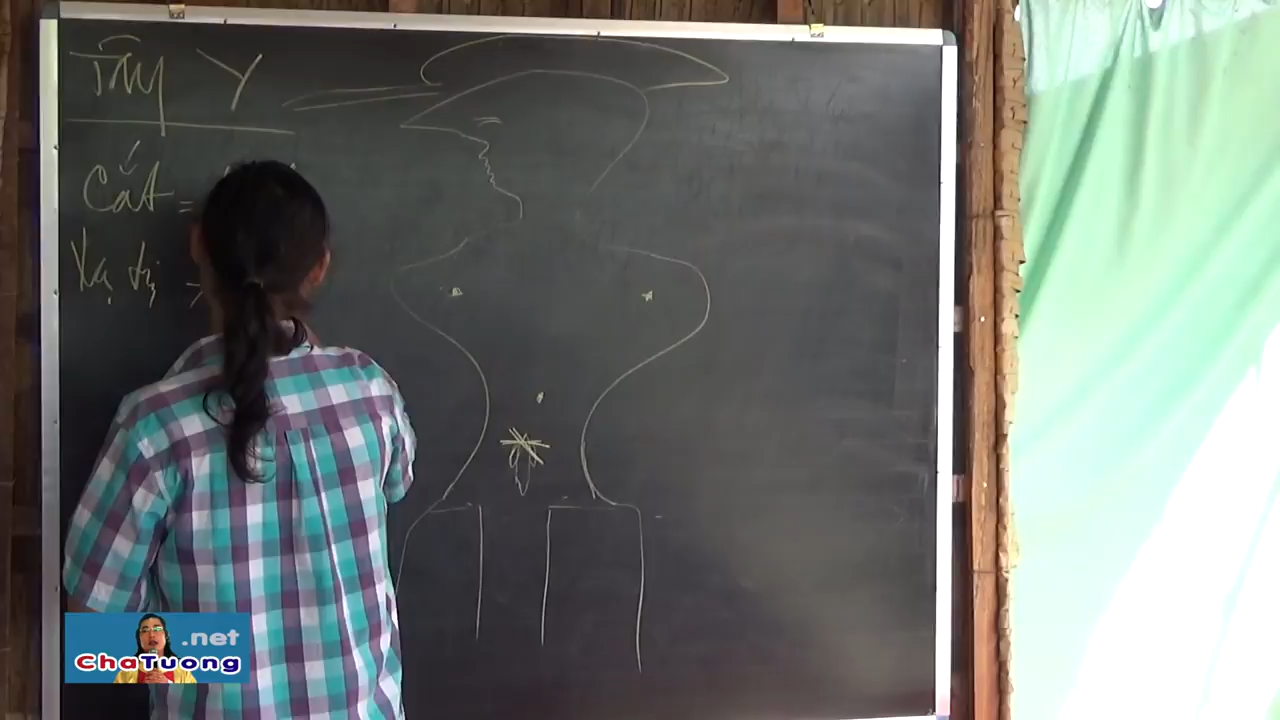 Tây Y
Cắt =
Xạ trị →
.net
ChaTuong